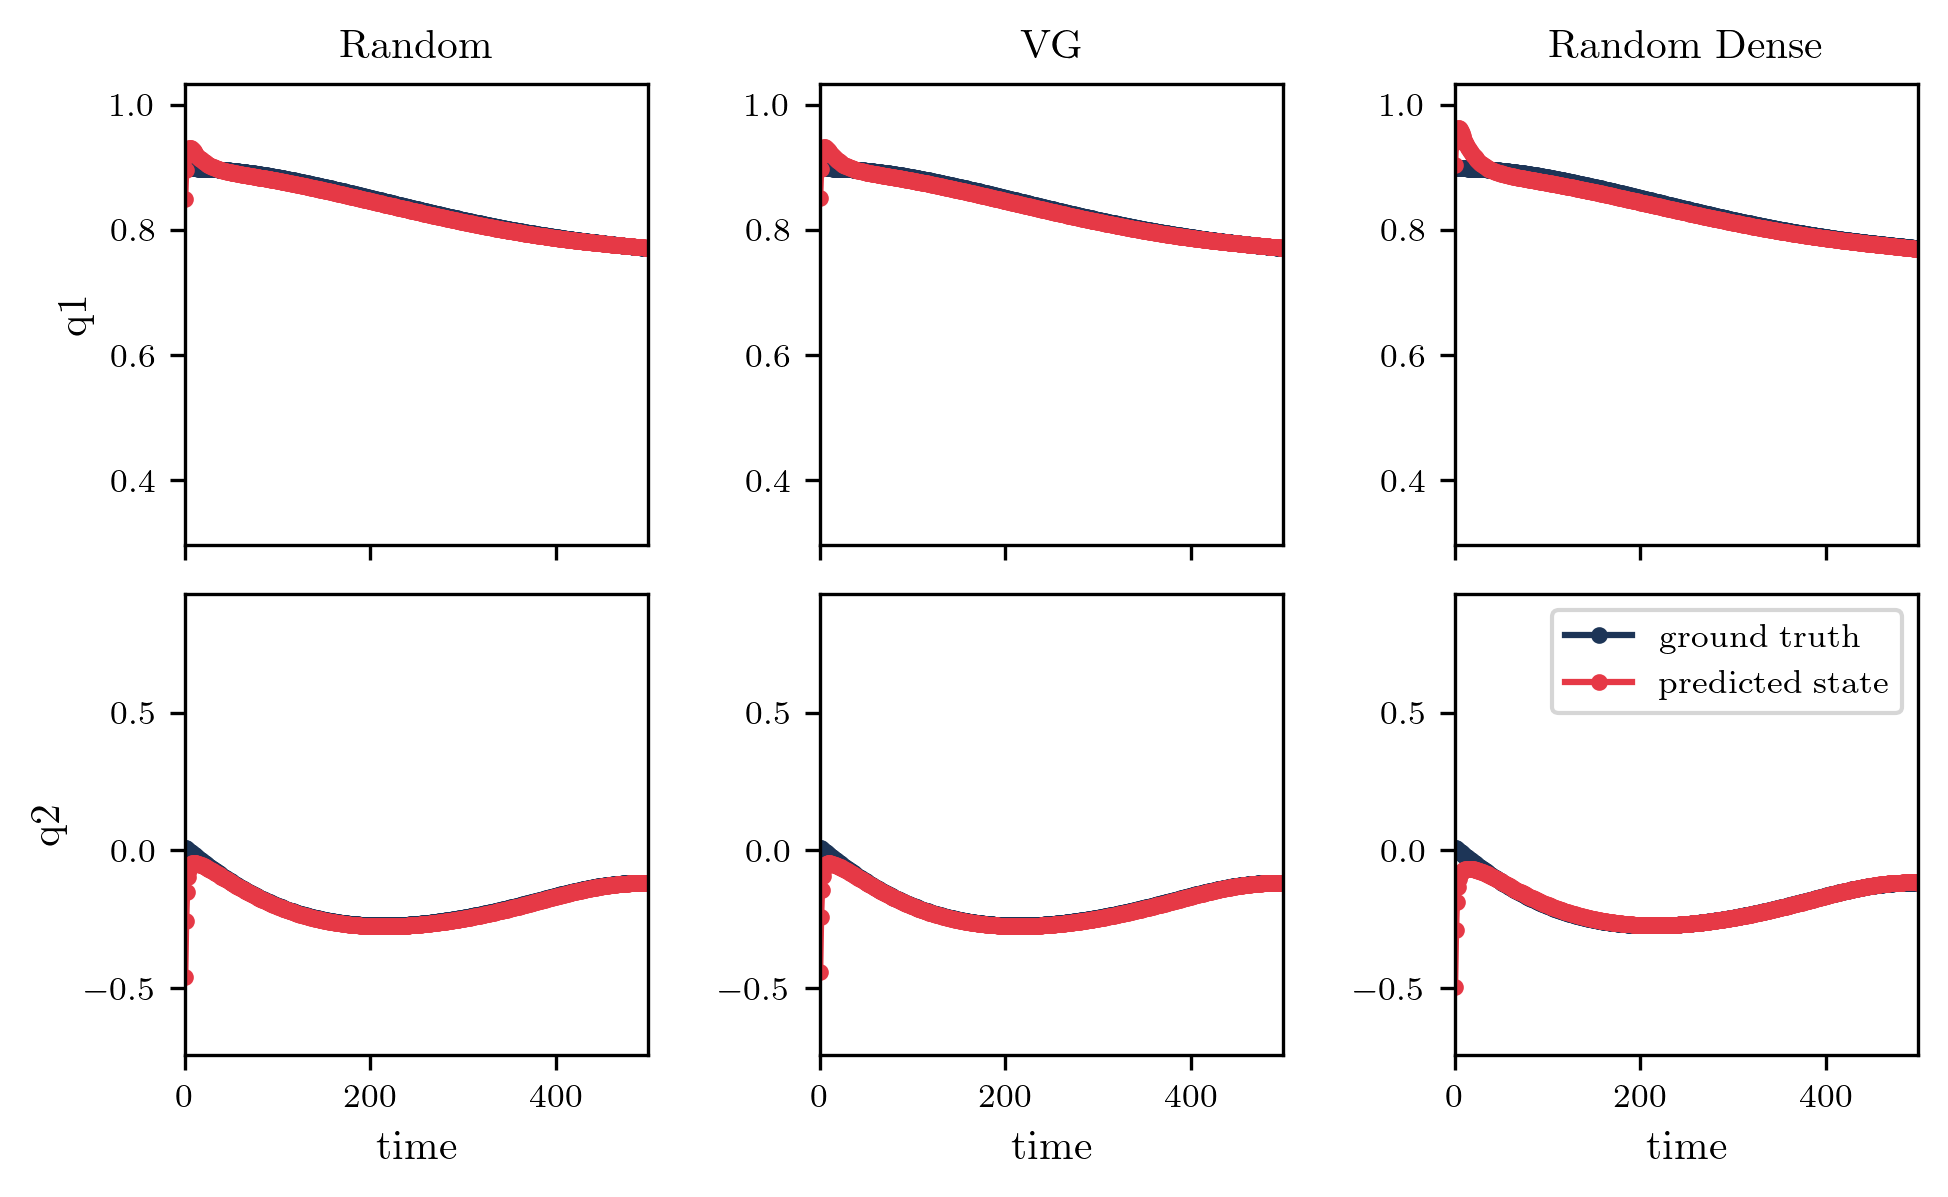 Random VG Random Dense
1.0 1.0 1.0
0.8 0.8 0.8
q1
0.6 0.6 0.6
0.4 0.4 0.4
ground truth
predicted state
0.5 0.5 0.5
q2
0.0 0.0 0.0
−0.5 −0.5 −0.5
0 200 400 0 200 400 0 200 400
time time time